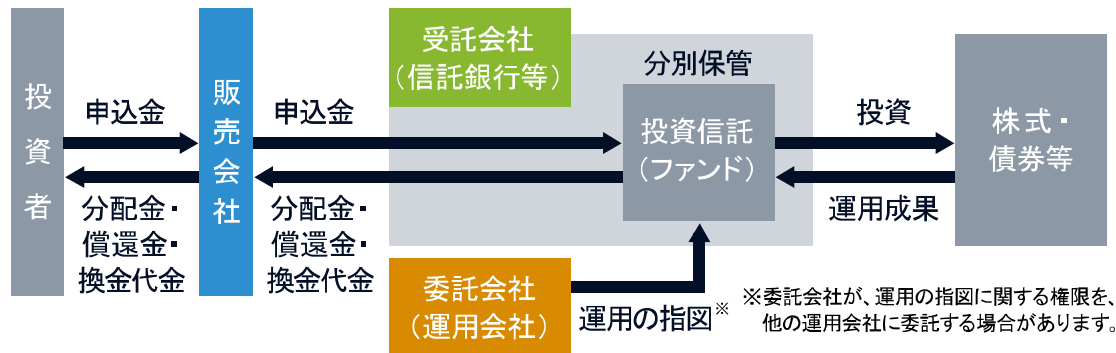 投資者
申込金
分配金・
償還金・
換金代金
販売会社
申込金
分配金・
償還金・
換金代金
受託会社
（信託銀行等）
分別保管
投資信託
（ファンド）
委託会社
（運用会社）
運用の指図※
投資
運用成果
株式・
債券等
※委託会社が、運用の指図に関する権限を、
他の運用会社に委託する場合があります。